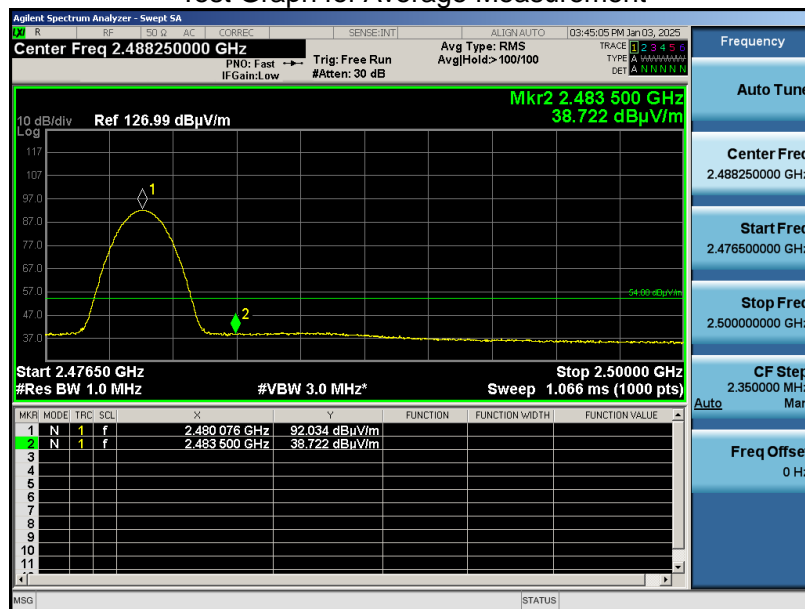 Test Graph for Average Measurement
Agilent Spectrum Analyzer - Swept SA
LXI R RF 50 Ω AC CORREC SENSE:INT ALIGN AUTO 03:45:05 PM Jan 03, 2025
Center Freq 2.488250000 GHz
PNO: Fast
IFGain:Low
Trig: Free Run
#Atten: 30 dB
Avg Type: RMS
Avg|Hold:>100/100
TRACE 1 2 3 4 5 6
TYPE A
DET A N N N N N
Mkr2 2.483 500 GHz
38.722 dBµV/m
10 dB/div Ref 126.99 dBµV/m
Log
117
107
97.0
87.0
77.0
67.0
57.0
47.0
37.0
1
2
54.00 dBµV/m
Start 2.47650 GHz Stop 2.50000 GHz
#Res BW 1.0 MHz #VBW 3.0 MHz* Sweep 1.066 ms (1000 pts)
MKR MODE TRC SCL X Y FUNCTION FUNCTION WIDTH FUNCTION VALUE
1 N 1 f 2.480 076 GHz 92.034 dBµV/m
2 N 1 f 2.483 500 GHz 38.722 dBµV/m
3
4
5
6
7
8
9
10
11
MSG STATUS
Frequency
Auto Tune
Center Freq
2.488250000 GHz
Start Freq
2.476500000 GHz
Stop Freq
2.500000000 GHz
CF Step
2.350000 MHz
Auto Man
Freq Offset
0 Hz